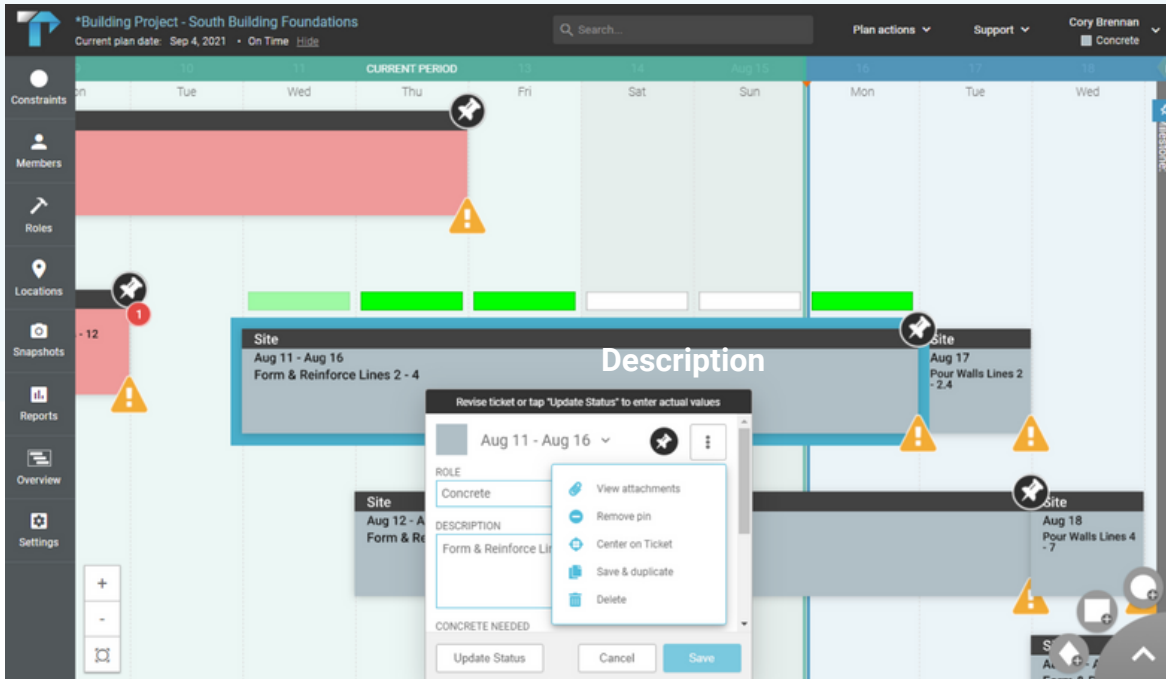 *Building Project - South Building Foundations
Current plan date: Sep 4, 2021 • On Time Hide
Search...
Plan actions
Support
Cory Brennan
Concrete
Constraints
Members
Roles
Locations
Snapshots
Reports
Overview
Settings
10
11
CURRENT PERIOD
13
14
Aug 15
16
17
18
Tue
Wed
Thu
Fri
Sat
Sun
Mon
Tue
Wed
1
- 12
Site
Aug 11 - Aug 16
Form & Reinforce Lines 2 - 4
Description
Site
Aug 17
Pour Walls Lines 2
- 2.4
Revise ticket or tap "Update Status" to enter actual values
Aug 11 - Aug 16
ROLE
Concrete
DESCRIPTION
Form & Reinforce Lin
CONCRETE NEEDED
View attachments
Remove pin
Center on Ticket
Save & duplicate
Delete
Update Status
Cancel
Save
Site
Aug 12 - A
Form & Re
Site
Aug 18
Pour Walls Lines 4
- 7
+
-